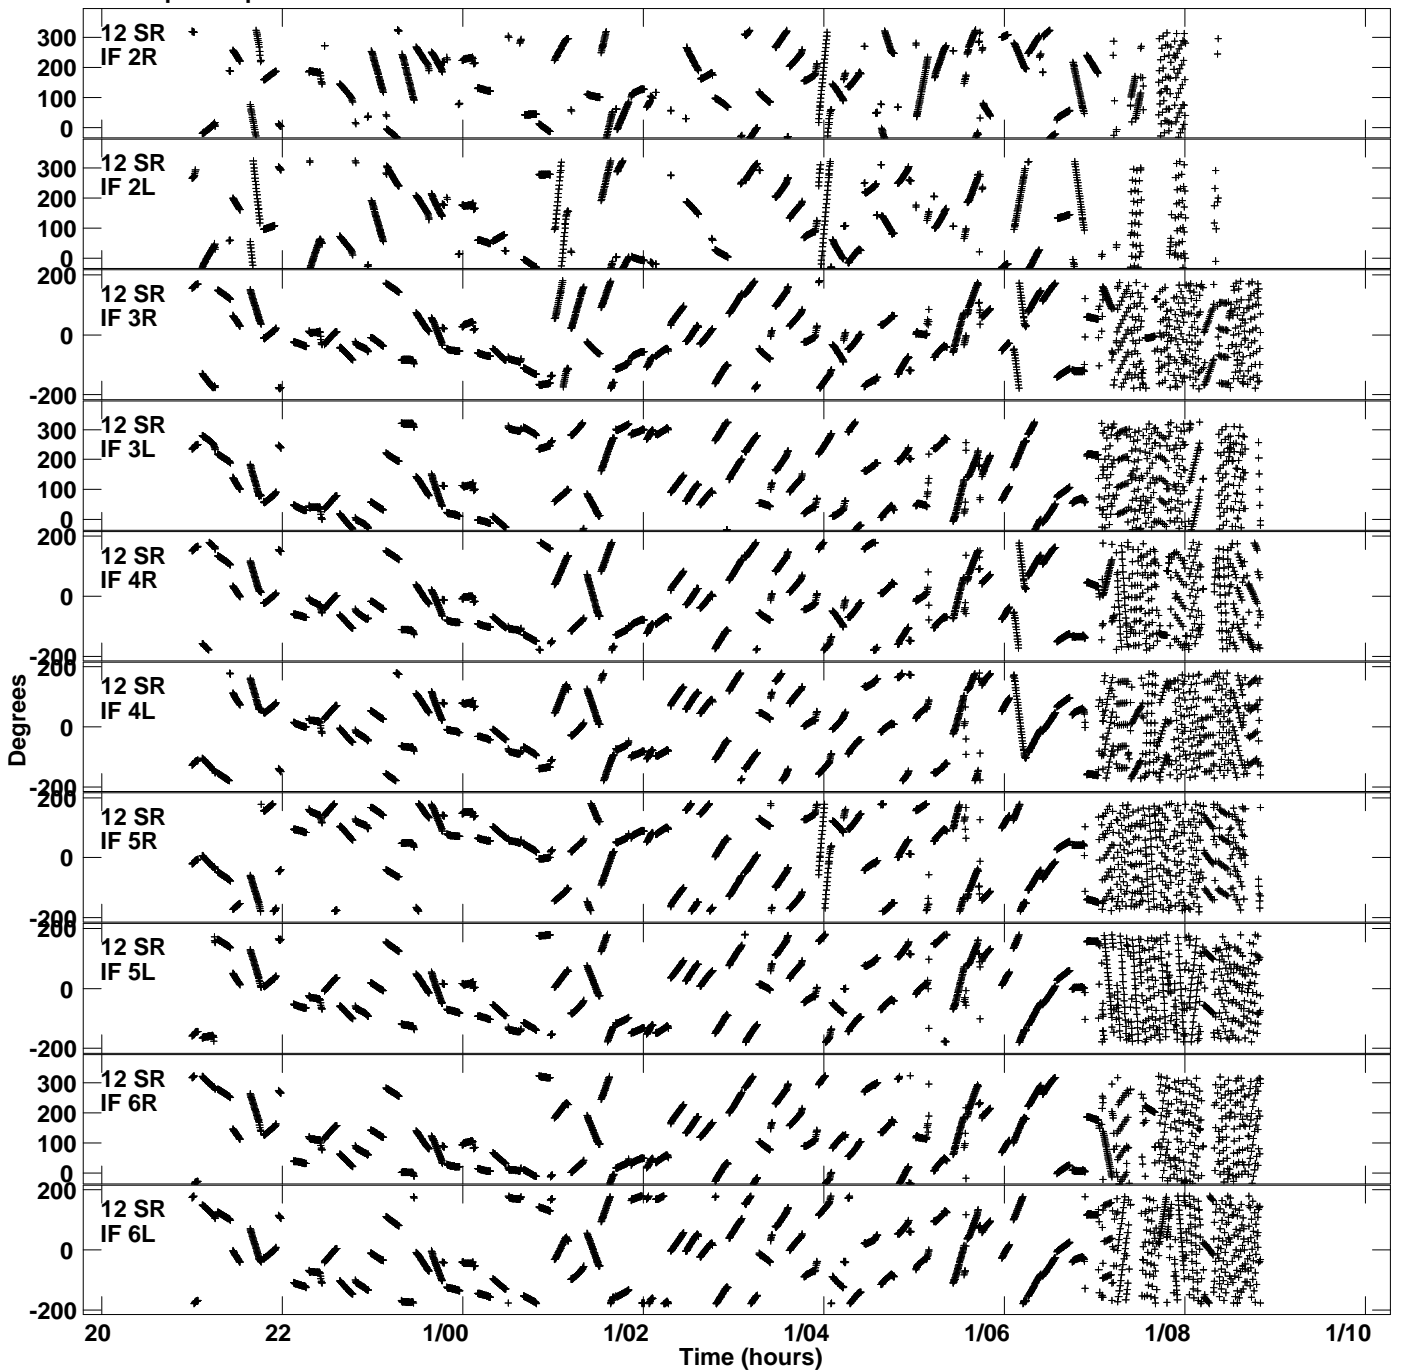 12 SR
IF 2R
300
200
100
0
12 SR
IF 2L
300
200
100
0
12 SR
IF 3R
200
0
-200
12 SR
IF 3L
300
200
100
0
12 SR
IF 4R
200
0
-200
12 SR
IF 4L
200
0
-200
12 SR
IF 5R
200
0
-200
12 SR
IF 5L
200
0
-200
12 SR
IF 6R
300
200
100
0
12 SR
IF 6L
200
0
-200
Degrees
20 22 1/00 1/02 1/04 1/06 1/08 1/10
Time (hours)